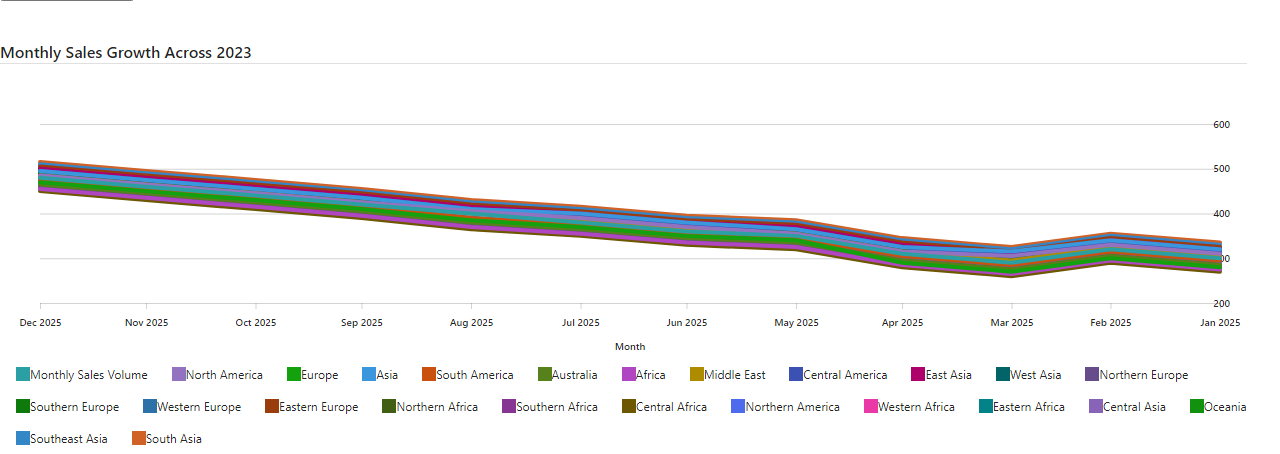 Monthly Sales Growth Across 2023
600
500
400
00
200
Dec 2025 Nov 2025 Oct 2025 Sep 2025 Aug 2025 Jul 2025 Jun 2025 May 2025 Apr 2025 Mar 2025 Feb 2025 Jan 2025
Month
Monthly Sales Volume North America Europe Asia South America Australia Africa Middle East Central America East Asia West Asia Northern Europe
Southern Europe Western Europe Eastern Europe Northern Africa Southern Africa Central Africa Northern America Western Africa Eastern Africa Central Asia Oceania
Southeast Asia South Asia